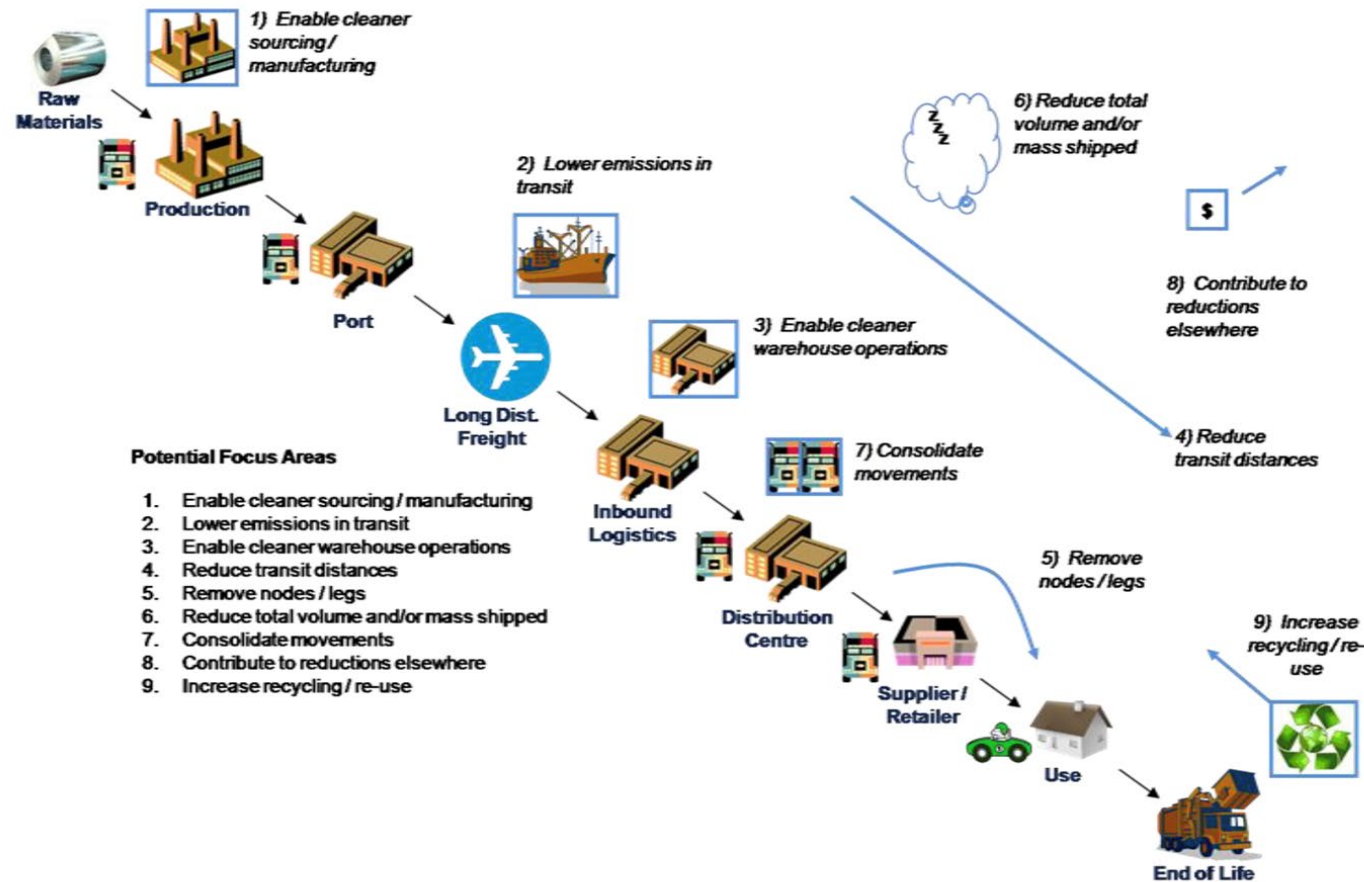 1) Enable cleaner
sourcing /
manufacturing
Raw
Materials
Production
2) Lower emissions in
transit
6) Reduce total
volume and/or
mass shipped
z
z
z
$
8) Contribute to
reductions
elsewhere
Port
3) Enable cleaner
warehouse operations
Long Dist.
Freight
4) Reduce
transit distances
7) Consolidate
movements
Inbound
Logistics
Potential Focus Areas
1. Enable cleaner sourcing / manufacturing
2. Lower emissions in transit
3. Enable cleaner warehouse operations
4. Reduce transit distances
5. Remove nodes / legs
6. Reduce total volume and/or mass shipped
7. Consolidate movements
8. Contribute to reductions elsewhere
9. Increase recycling / re-use
5) Remove
nodes / legs
Distribution
Centre
9) Increase
recycling / re-
use
Supplier /
Retailer
Use
End of Life